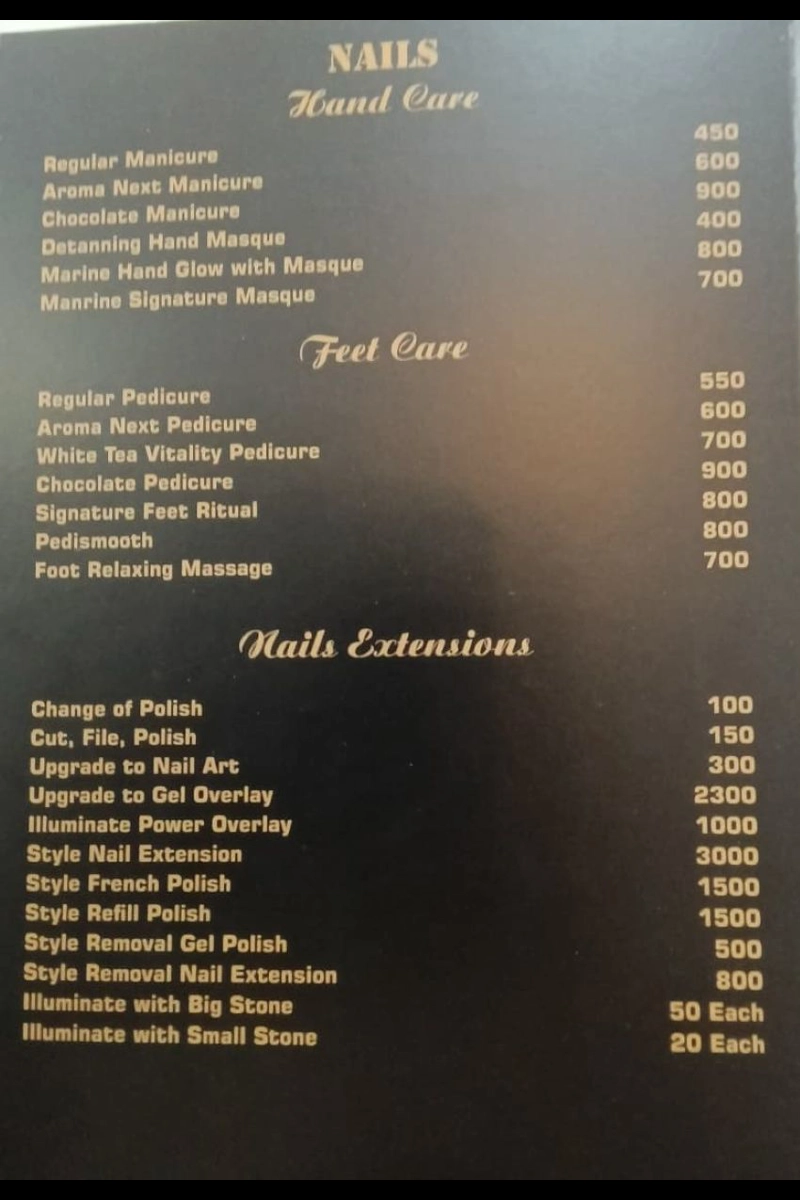 NAILS
Hand Care
Regular Manicure 450
Aroma Next Manicure 600
Chocolate Manicure 900
Detanning Hand Masque 400
Marine Hand Glow with Masque 800
Manrine Signature Masque 700
Feet Care
Regular Pedicure 550
Aroma Next Pedicure 600
White Tea Vitality Pedicure 700
Chocolate Pedicure 900
Signature Feet Ritual 800
Pedismooth 800
Foot Relaxing Massage 700
Nails Extensions
Change of Polish 100
Cut, File, Polish 150
Upgrade to Nail Art 300
Upgrade to Gel Overlay 2300
Illuminate Power Overlay 1000
Style Nail Extension 3000
Style French Polish 1500
Style Refill Polish 1500
Style Removal Gel Polish 500
Style Removal Nail Extension 800
Illuminate with Big Stone 50 Each
Illuminate with Small Stone 20 Each